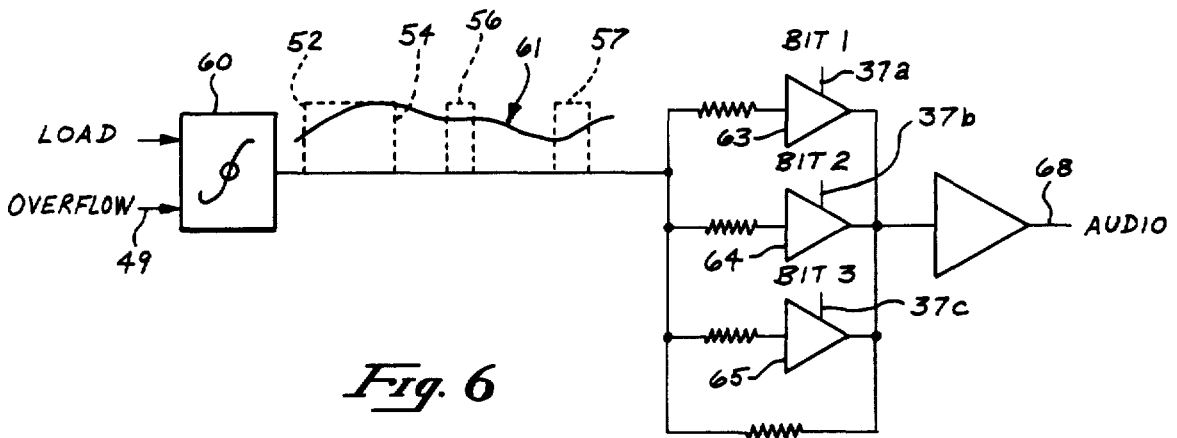 52
54
56
61
57
60
LOAD
OVERFLOW
49
BIT 1
37a
63
BIT 2
37b
64
BIT 3
37c
65
68
AUDIO
Fig. 6